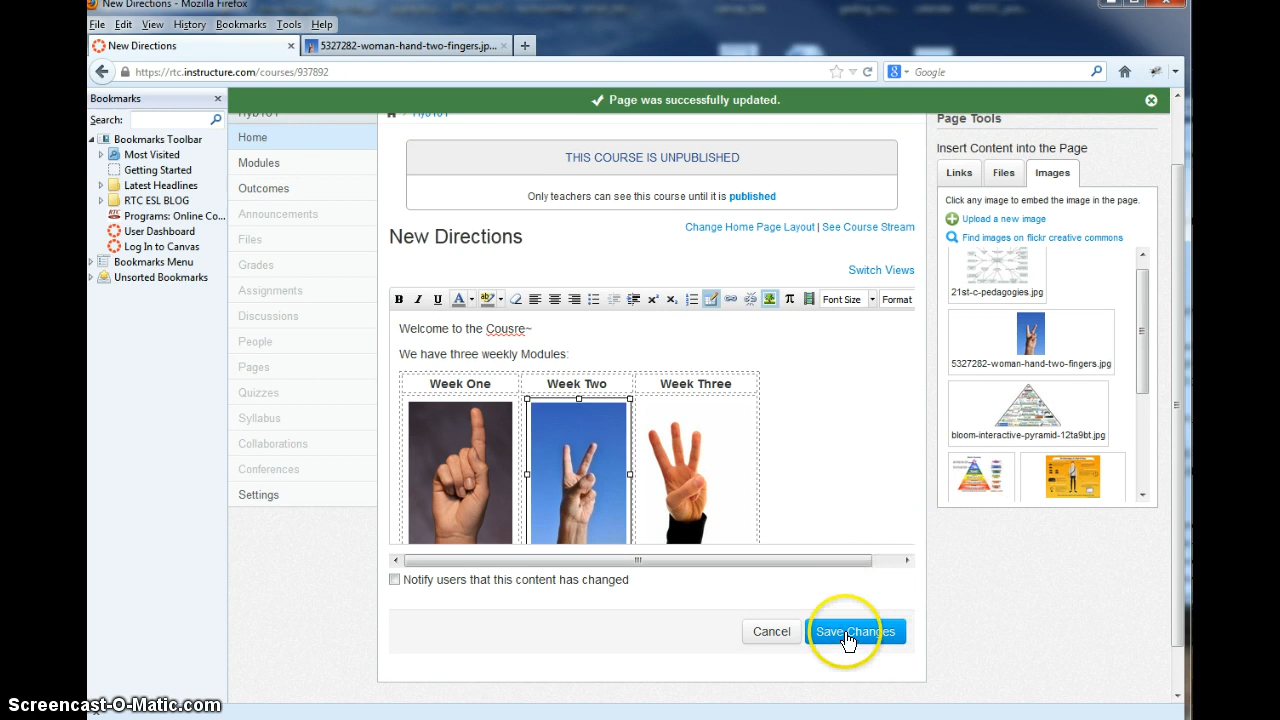 New Directions - Mozilla Firefox
File Edit View History Bookmarks Tools Help
New Directions × 5327282-woman-hand-two-fingers.jp... × +
https://rtc.instructure.com/courses/937892 Google
Bookmarks ×
Page was successfully updated.
Search:
Bookmarks Toolbar
Most Visited
Getting Started
Latest Headlines
RTC ESL BLOG
Programs: Online Co...
User Dashboard
Log In to Canvas
Bookmarks Menu
Unsorted Bookmarks
Home
Modules
Outcomes
Announcements
Files
Grades
Assignments
Discussions
People
Pages
Quizzes
Syllabus
Collaborations
Conferences
Settings
THIS COURSE IS UNPUBLISHED
Only teachers can see this course until it is published
Change Home Page Layout | See Course Stream
New Directions
Switch Views
B I U A ab Font Size Format
Welcome to the Cousre~
We have three weekly Modules:
Week One Week Two Week Three
Notify users that this content has changed
Cancel Save Changes
Page Tools
Insert Content into the Page
Links Files Images
Click any image to embed the image in the page.
Upload a new image
Find images on flickr creative commons
21st-c-pedagogies.jpg
5327282-woman-hand-two-fingers.jpg
bloom-interactive-pyramid-12ta9bt.jpg
Screencast-O-Matic.com